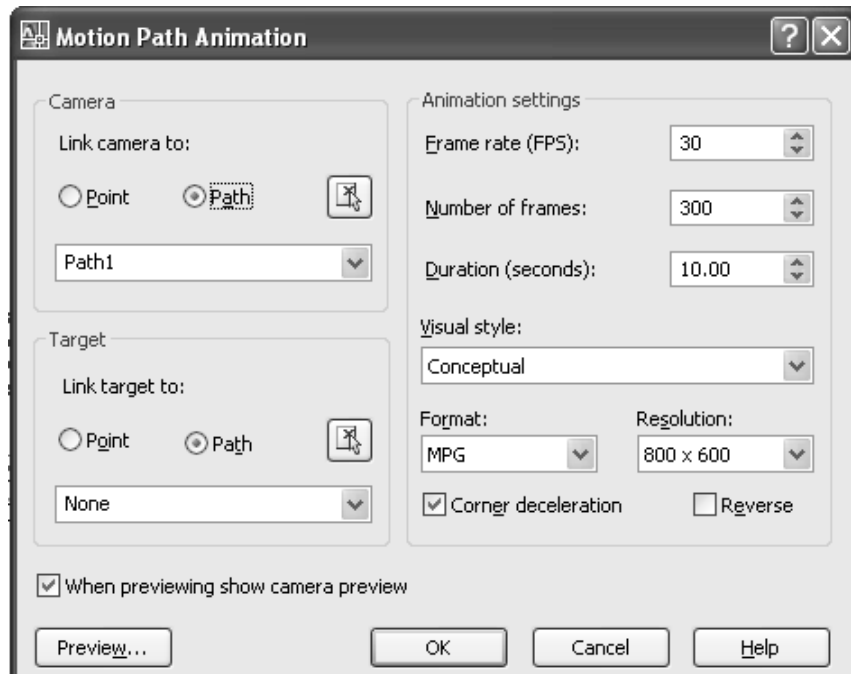 Motion Path Animation
Camera
Link camera to:
Point Path
Path1
Target
Link target to:
Point Path
None
Animation settings
Frame rate (FPS): 30
Number of frames: 300
Duration (seconds): 10.00
Visual style:
Conceptual
Format: Resolution:
MPG 800 x 600
Corner deceleration Reverse
When previewing show camera preview
Preview... OK Cancel Help